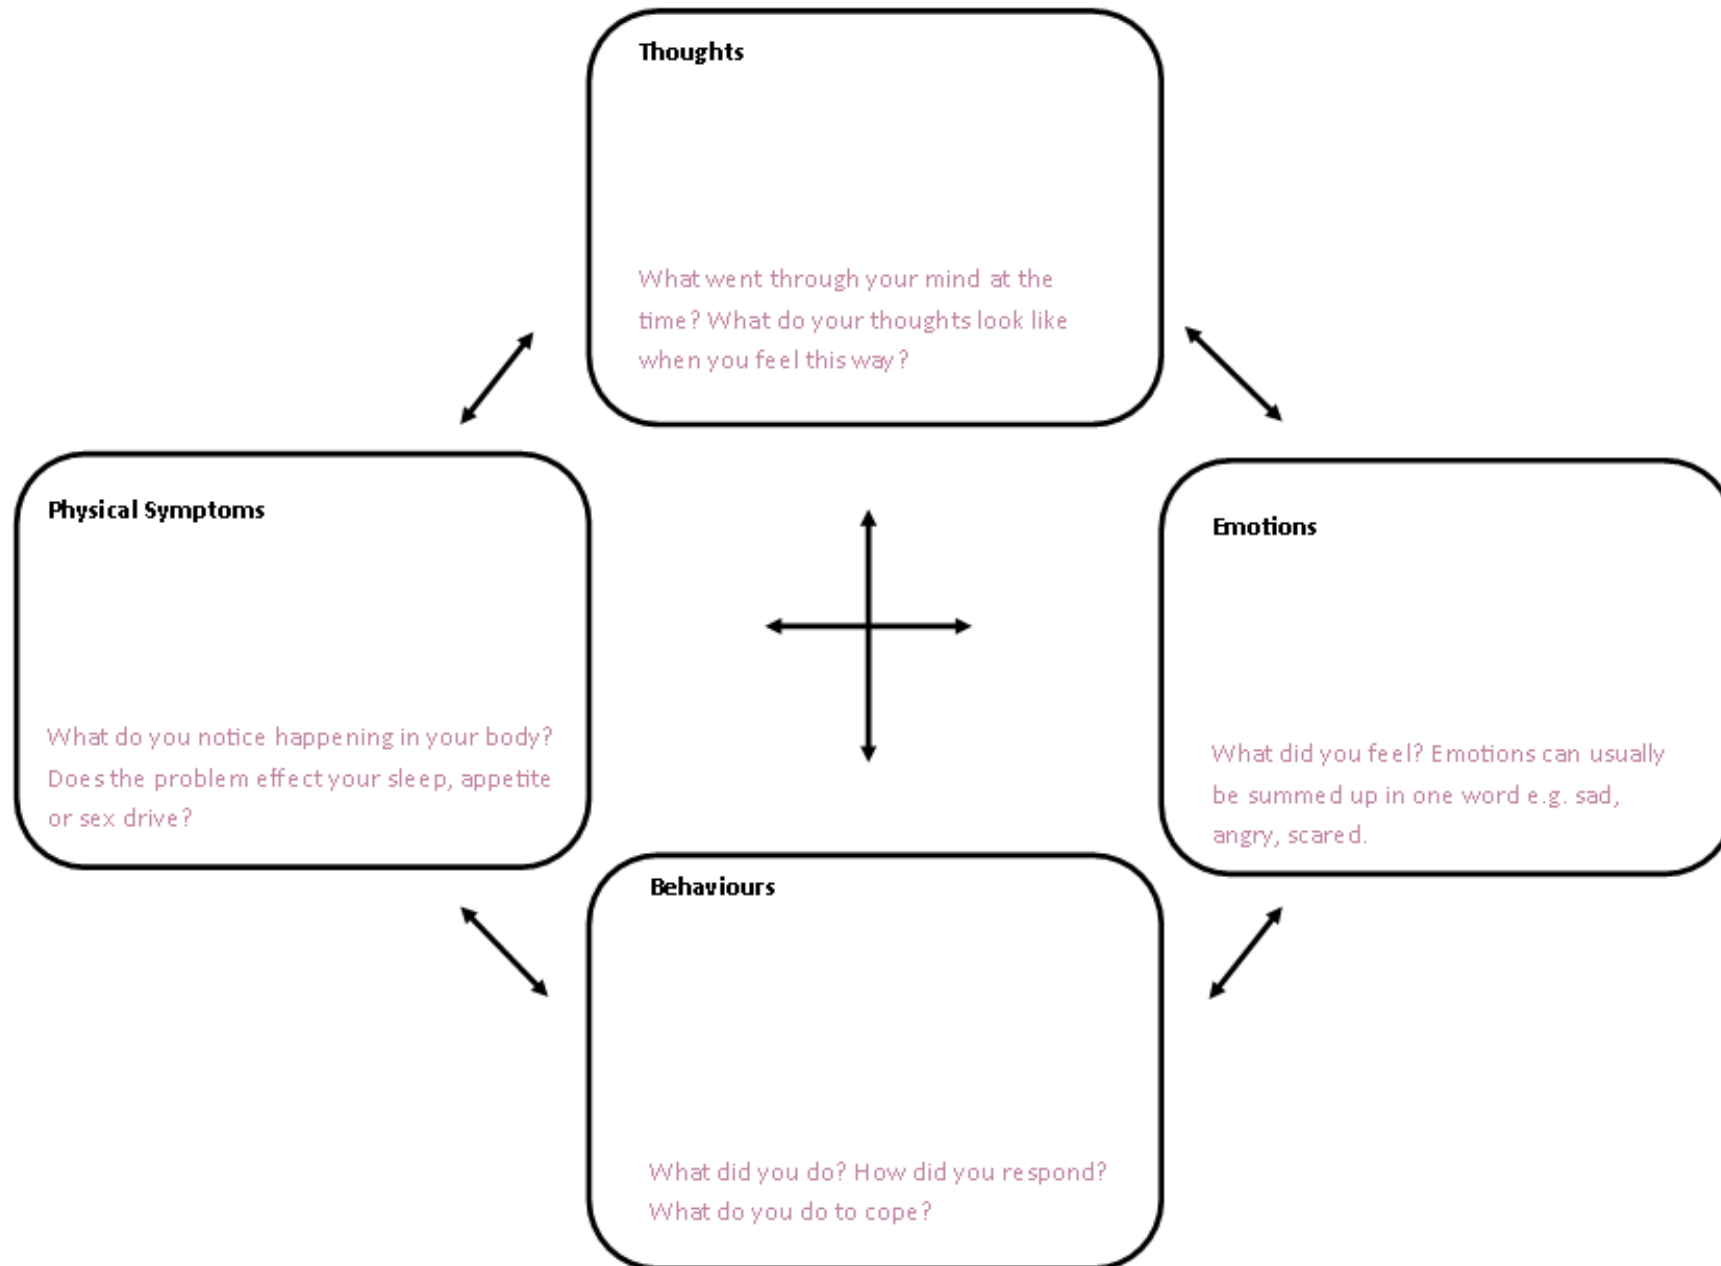 Thoughts
What went through your mind at the
time? What do your thoughts look like
when you feel this way?
Physical Symptoms
What do you notice happening in your body?
Does the problem effect your sleep, appetite
or sex drive?
Emotions
What did you feel? Emotions can usually
be summed up in one word e.g. sad,
angry, scared.
Behaviours
What did you do? How did you respond?
What do you do to cope?